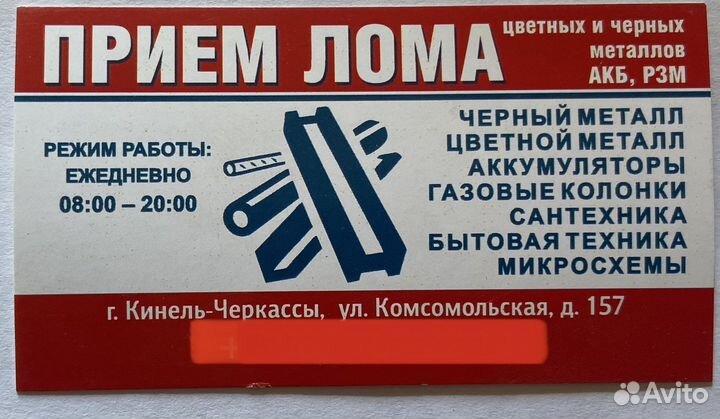 ПРИЕМ ЛОМА
цветных и черных
металлов
АКБ, РЗМ
РЕЖИМ РАБОТЫ:
ЕЖЕДНЕВНО
08:00 – 20:00
ЧЕРНЫЙ МЕТАЛЛ
ЦВЕТНОЙ МЕТАЛЛ
АККУМУЛЯТОРЫ
ГАЗОВЫЕ КОЛОНКИ
САНТЕХНИКА
БЫТОВАЯ ТЕХНИКА
МИКРОСХЕМЫ
г. Кинель-Черкассы, ул. Комсомольская, д. 157
Avito